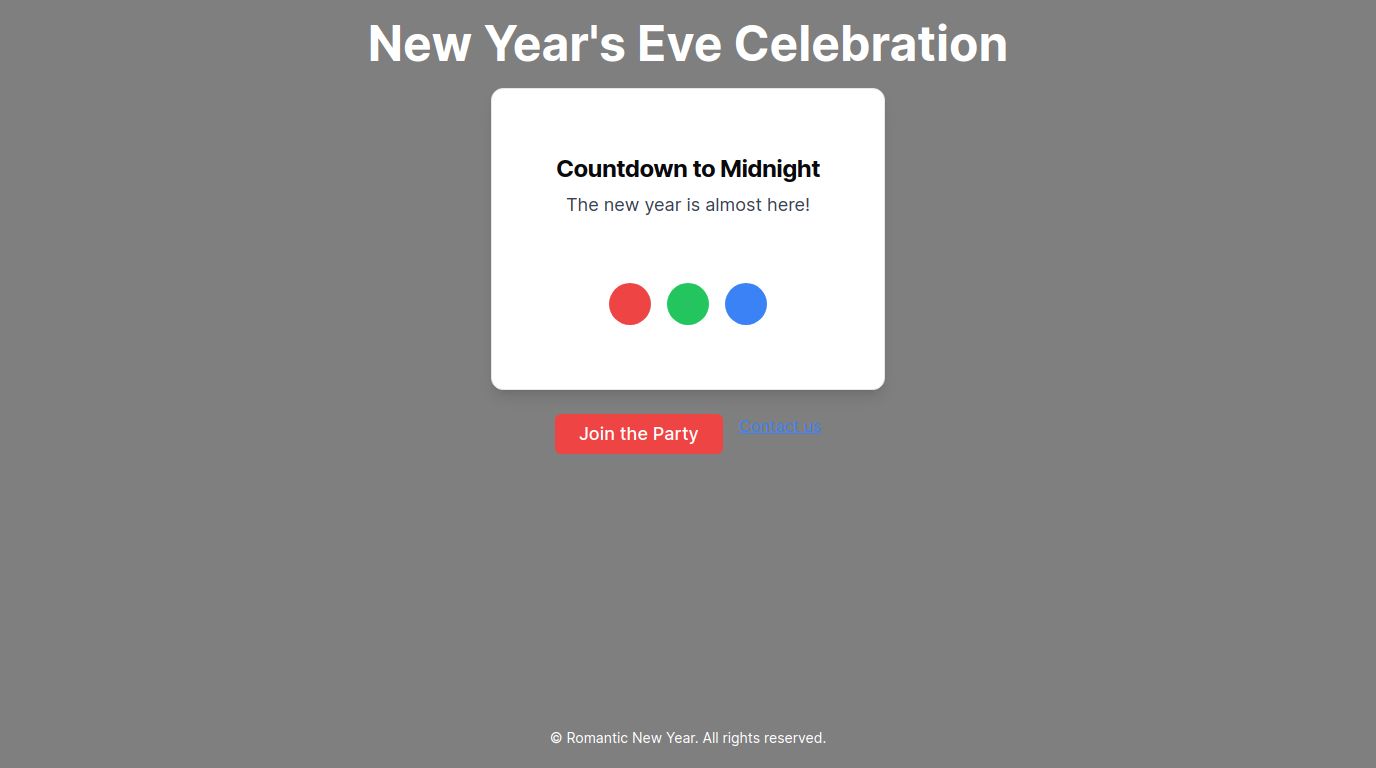 New Year's Eve Celebration
Countdown to Midnight
The new year is almost here!
Join the Party
Contact us
© Romantic New Year. All rights reserved.